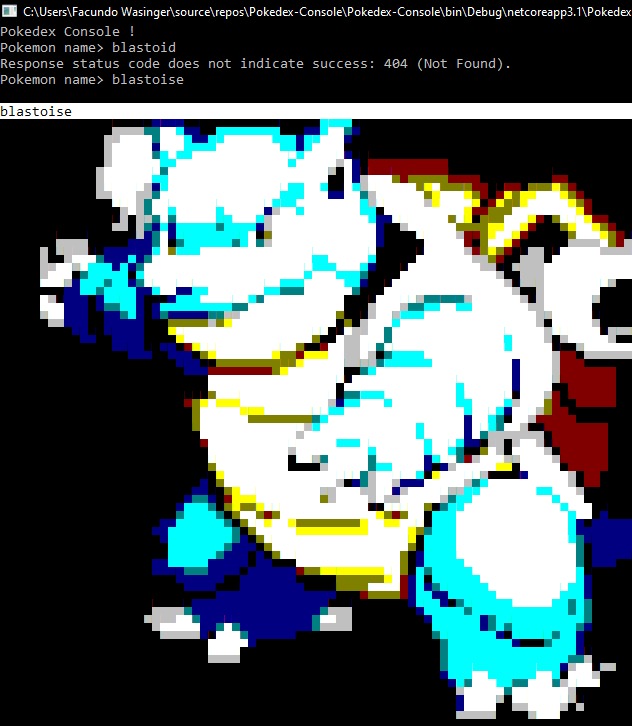 C:\Users\Facundo Wasinger\source\repos\Pokedex-Console\Pokedex-Console\bin\Debug\netcoreapp3.1\Pokedex
Pokedex Console !
Pokemon name> blastoid
Response status code does not indicate success: 404 (Not Found).
Pokemon name> blastoise
blastoise